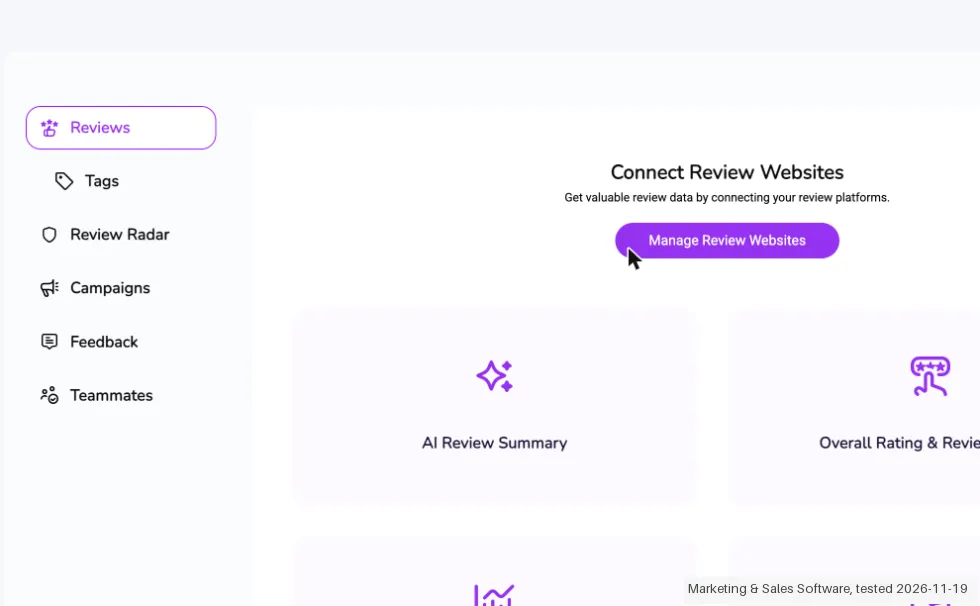 Reviews
Tags
Review Radar
Campaigns
Feedback
Teammates
Connect Review Websites
Get valuable review data by connecting your review platforms.
Manage Review Websites
AI Review Summary
Overall Rating &
Marketing & Sales Software, tested 2026-11-19